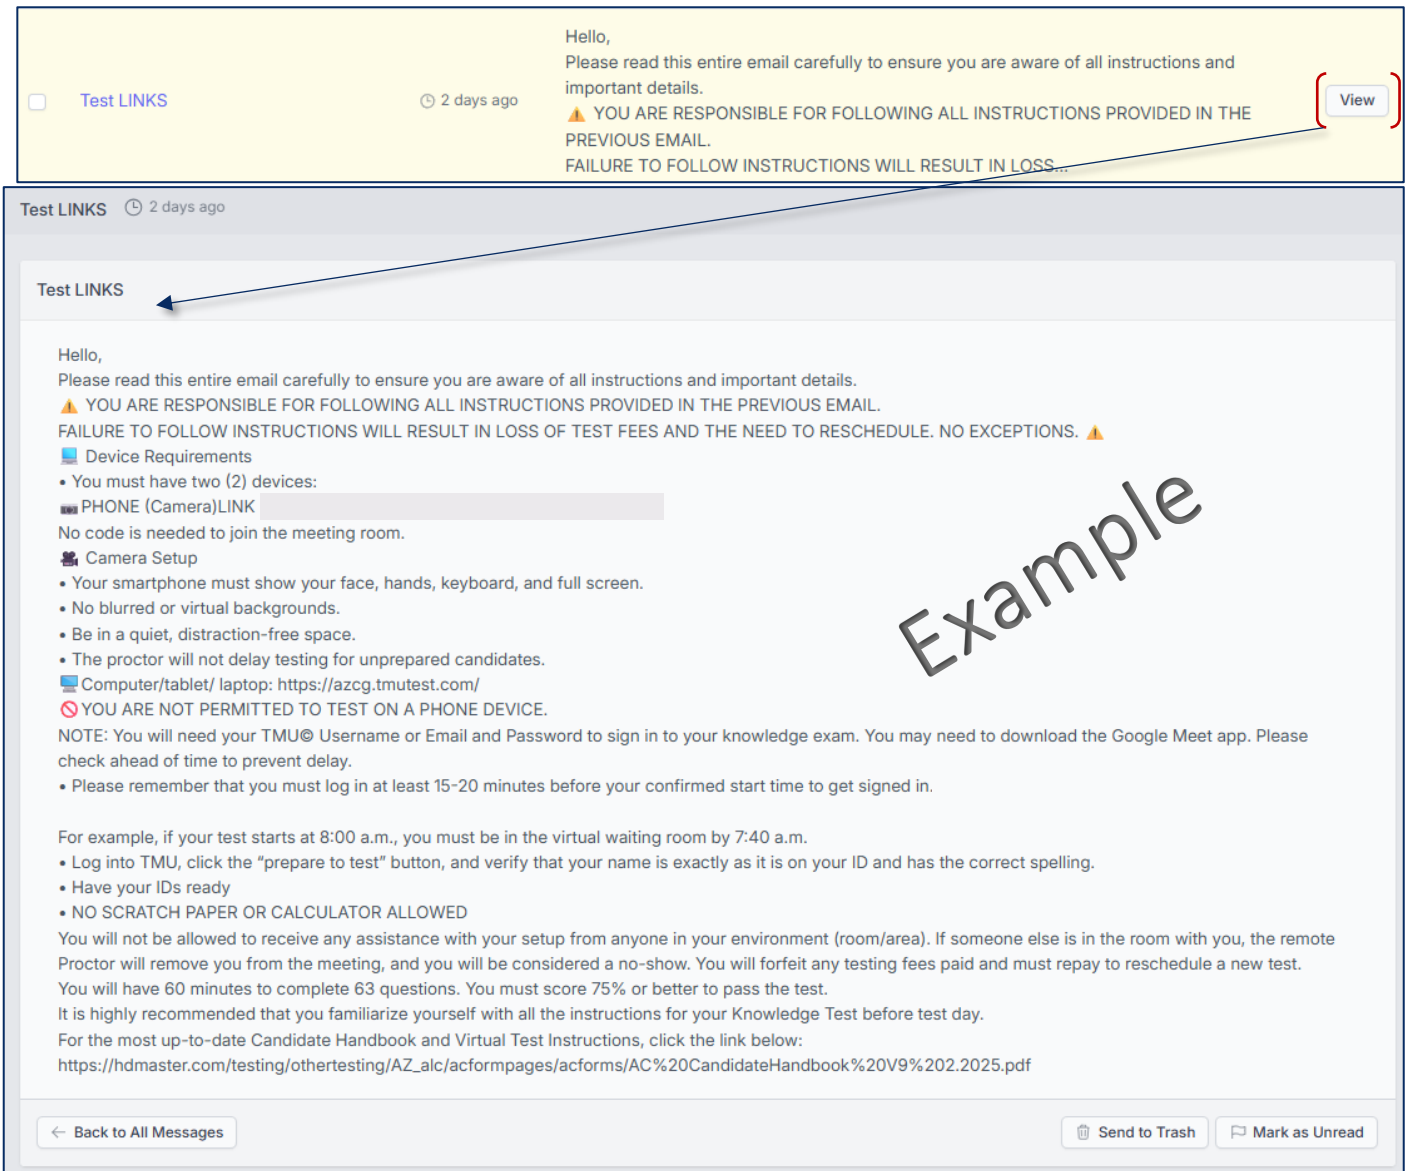 Hello,
Please read this entire email carefully to ensure you are aware of all instructions and
important details.
Test LINKS
2 days ago
View
⚠ YOU ARE RESPONSIBLE FOR FOLLOWING ALL INSTRUCTIONS PROVIDED IN THE
PREVIOUS EMAIL.
FAILURE TO FOLLOW INSTRUCTIONS WILL RESULT IN LOSS...
Test LINKS 2 days ago
Test LINKS
Hello,
Please read this entire email carefully to ensure you are aware of all instructions and important details.
⚠ YOU ARE RESPONSIBLE FOR FOLLOWING ALL INSTRUCTIONS PROVIDED IN THE PREVIOUS EMAIL.
FAILURE TO FOLLOW INSTRUCTIONS WILL RESULT IN LOSS OF TEST FEES AND THE NEED TO RESCHEDULE. NO EXCEPTIONS. ⚠
💻 Device Requirements
• You must have two (2) devices:
📷 PHONE (Camera)LINK
No code is needed to join the meeting room.
🎥 Camera Setup
• Your smartphone must show your face, hands, keyboard, and full screen.
• No blurred or virtual backgrounds.
• Be in a quiet, distraction-free space.
• The proctor will not delay testing for unprepared candidates.
🖥Computer/tablet/ laptop: https://azcg.tmutest.com/
🚫YOU ARE NOT PERMITTED TO TEST ON A PHONE DEVICE.
NOTE: You will need your TMU© Username or Email and Password to sign in to your knowledge exam. You may need to download the Google Meet app. Please
check ahead of time to prevent delay.
• Please remember that you must log in at least 15-20 minutes before your confirmed start time to get signed in.
For example, if your test starts at 8:00 a.m., you must be in the virtual waiting room by 7:40 a.m.
• Log into TMU, click the “prepare to test” button, and verify that your name is exactly as it is on your ID and has the correct spelling.
• Have your IDs ready
• NO SCRATCH PAPER OR CALCULATOR ALLOWED
You will not be allowed to receive any assistance with your setup from anyone in your environment (room/area). If someone else is in the room with you, the remote
Proctor will remove you from the meeting, and you will be considered a no-show. You will forfeit any testing fees paid and must repay to reschedule a new test.
You will have 60 minutes to complete 63 questions. You must score 75% or better to pass the test.
It is highly recommended that you familiarize yourself with all the instructions for your Knowledge Test before test day.
For the most up-to-date Candidate Handbook and Virtual Test Instructions, click the link below:
https://hdmaster.com/testing/othertesting/AZ_alc/acformpages/acforms/AC%20CandidateHandbook%20V9%202.2025.pdf
Example
← Back to All Messages
Send to Trash
Mark as Unread